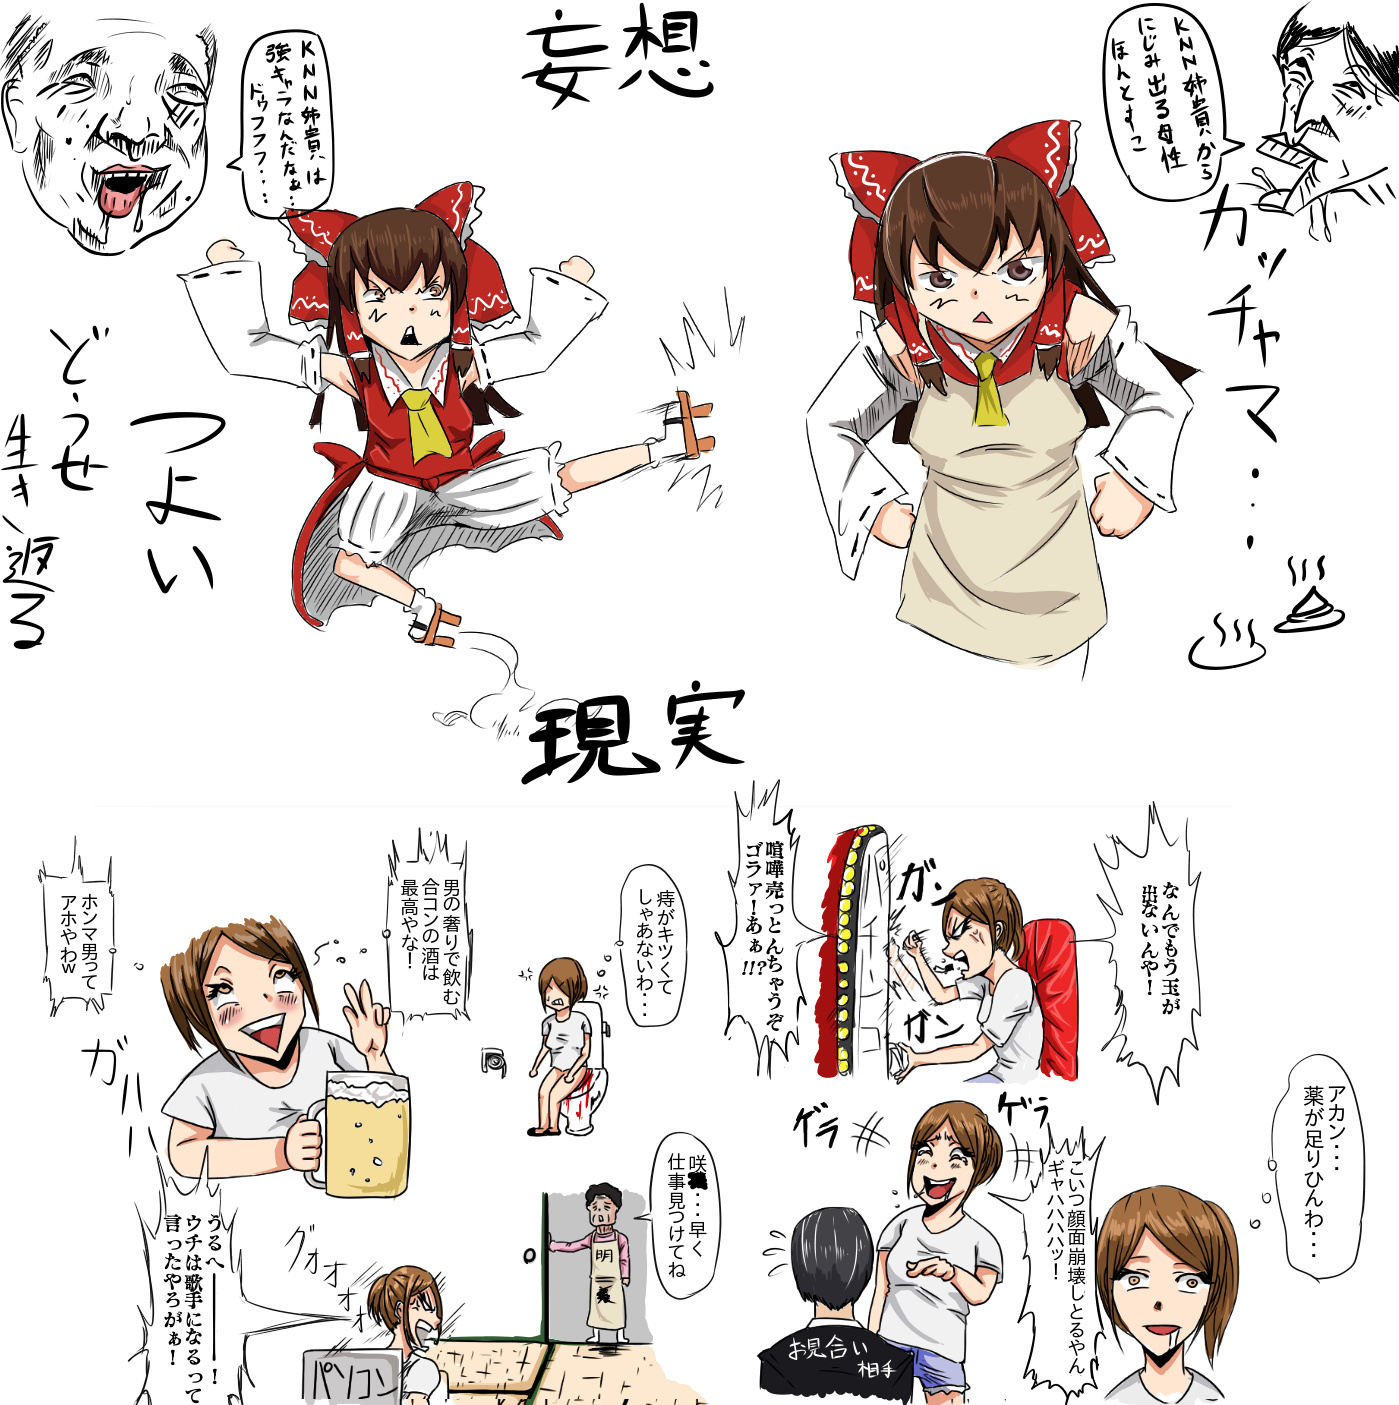 妄想
KNN姉貴から
にじみ出る母性
ほんとすこ
KNN姉貴は
強キャラなんだなぁ…
ドゥフフフ・・・・
ガッチャマ・・・
どうせ
生き返る
つよい
現実
なんでもう玉が
出ないんや!
喧嘩売っとんちゃうぞ
ゴラァ!あぁ!!?
ガン
ガン
痔がキツくて
しゃあないわ・・・
男の奢りで飲む
合コンの酒は
最高やな!
ホンマ男って
アホやわw
ガハハ
アカン・・・
薬が足りひんわ・・・
ゲラ
ゲラ
こいつ顔面崩壊しとるやん
ギャハハハハッ!
お見合い
相手
咲・・・早く
仕事見つけてね
明
グオオオオ
うるへ――――!
ウチは歌手になるって
言ったやろがぁ!
パソコン